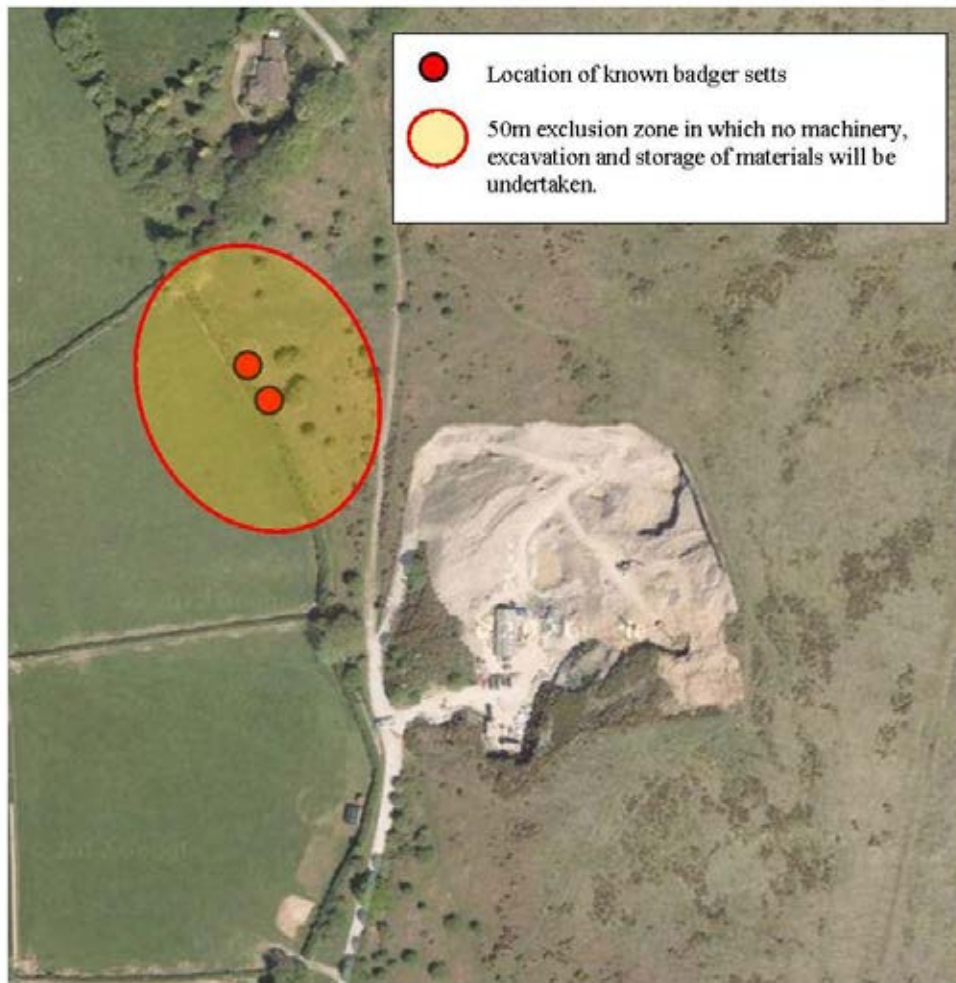 Location of known badger setts
50m exclusion zone in which no machinery,
excavation and storage of materials will be
undertaken.